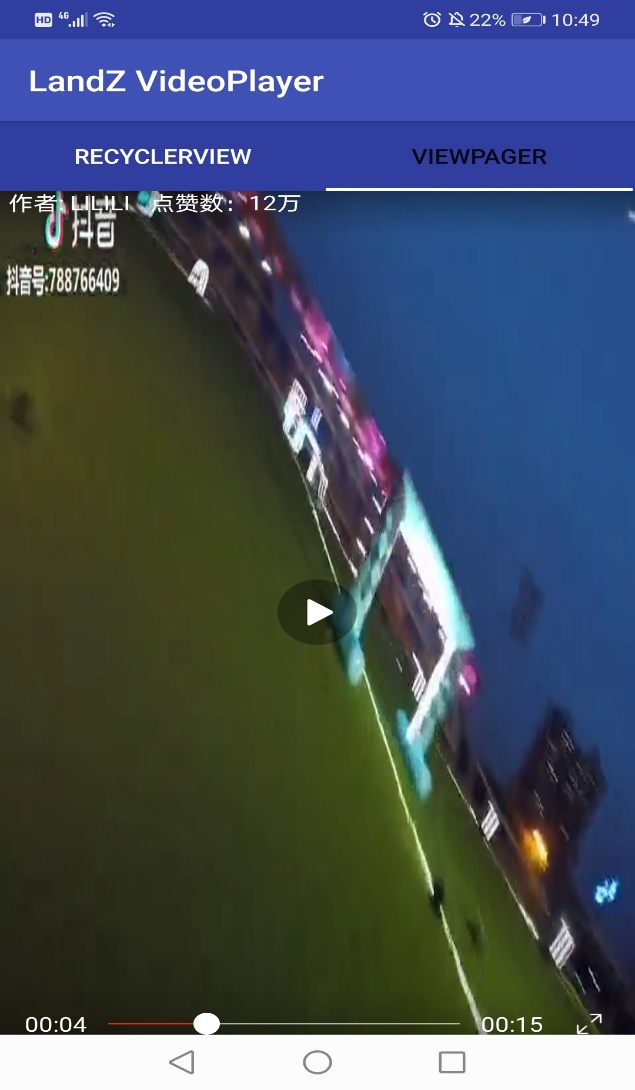 HD 4G 22% 10:49
LandZ VideoPlayer
RECYCLERVIEW VIEWPAGER
作者: LILILI 点赞数：12万
抖音
抖音号:788766409
00:04 00:15